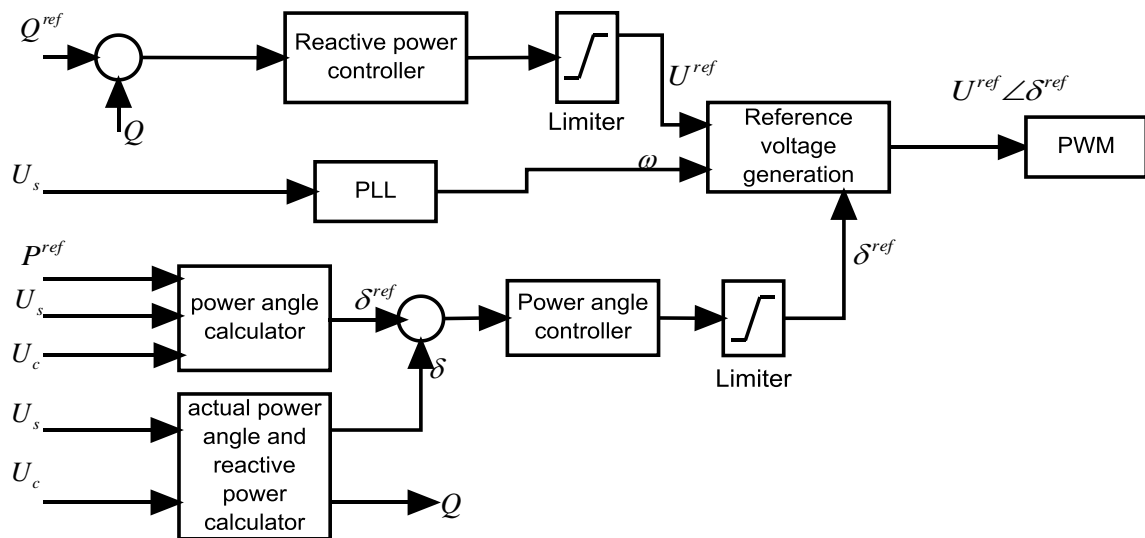 Q^{ref}
Reactive power
controller
Q
Limiter
U^{ref}
U^{ref}∠δ^{ref}
Reference
voltage
generation
PWM
U_s
PLL
ω
P^{ref}
U_s
U_c
power angle
calculator
δ^{ref}
δ
Power angle
controller
Limiter
δ^{ref}
U_s
U_c
actual power
angle and
reactive
power
calculator
Q